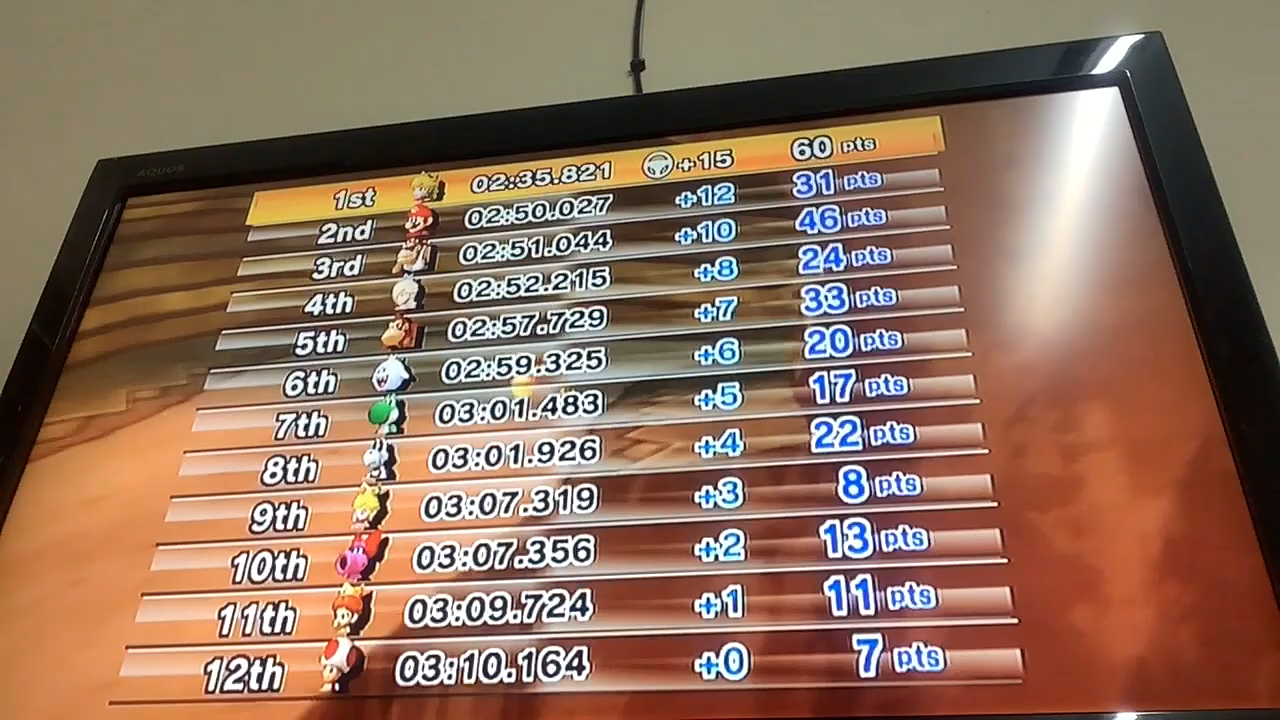 AQUOS
1st 02:35.821 +15 60 pts
2nd 02:50.027 +12 31 pts
3rd 02:51.044 +10 46 pts
4th 02:52.215 +8 24 pts
5th 02:57.729 +7 33 pts
6th 02:59.325 +6 20 pts
7th 03:01.483 +5 17 pts
8th 03:01.926 +4 22 pts
9th 03:07.319 +3 8 pts
10th 03:07.356 +2 13 pts
11th 03:09.724 +1 11 pts
12th 03:10.164 +0 7 pts